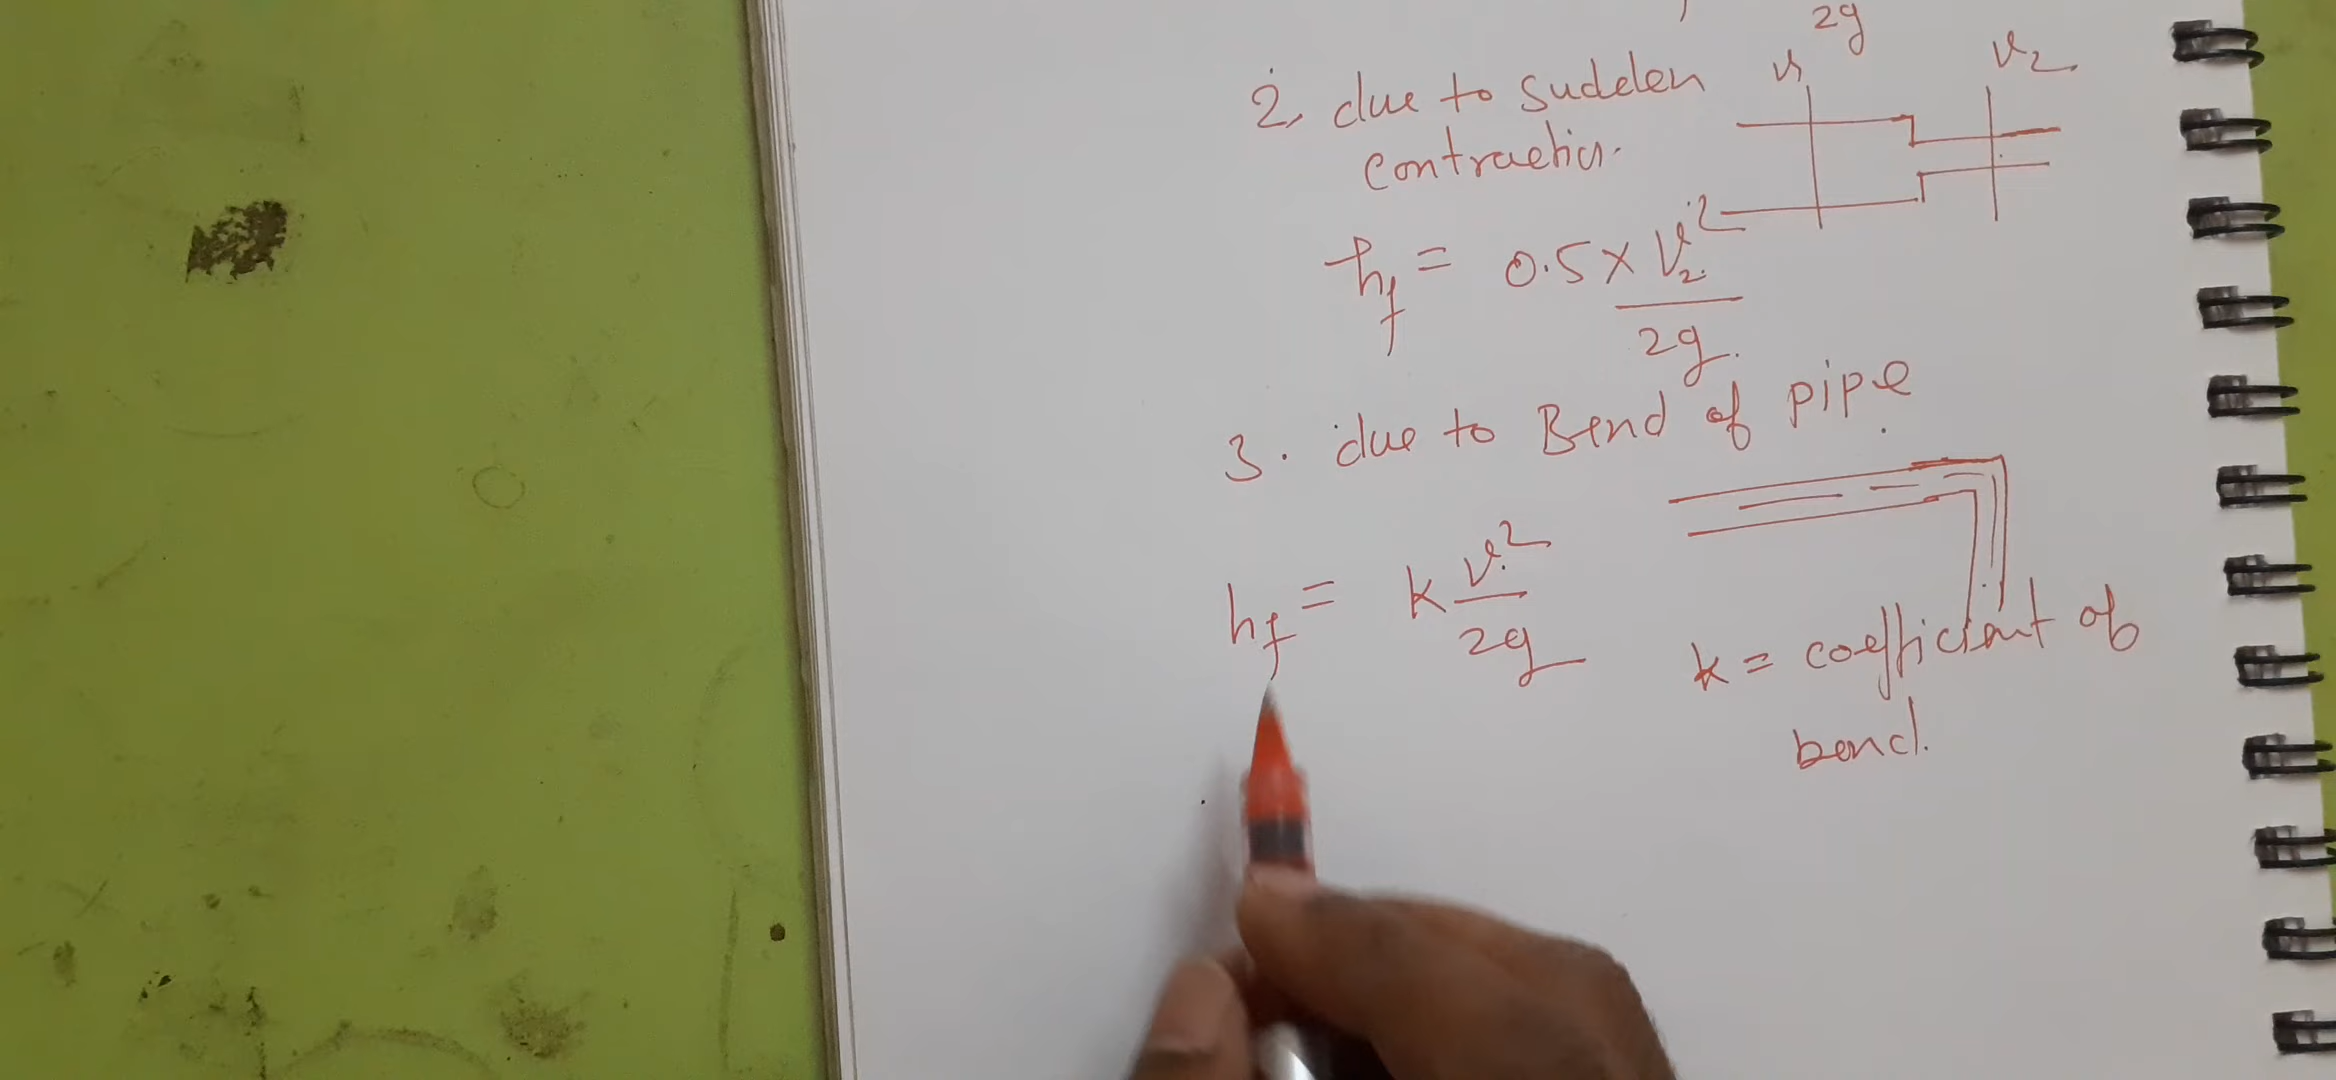 2g
2. due to sudden
v1 v2
contraction.
hf = 0.5 x V2²
2g.
3. due to Bend of pipe
hf = k v²
2g
k = coefficient of
bend.